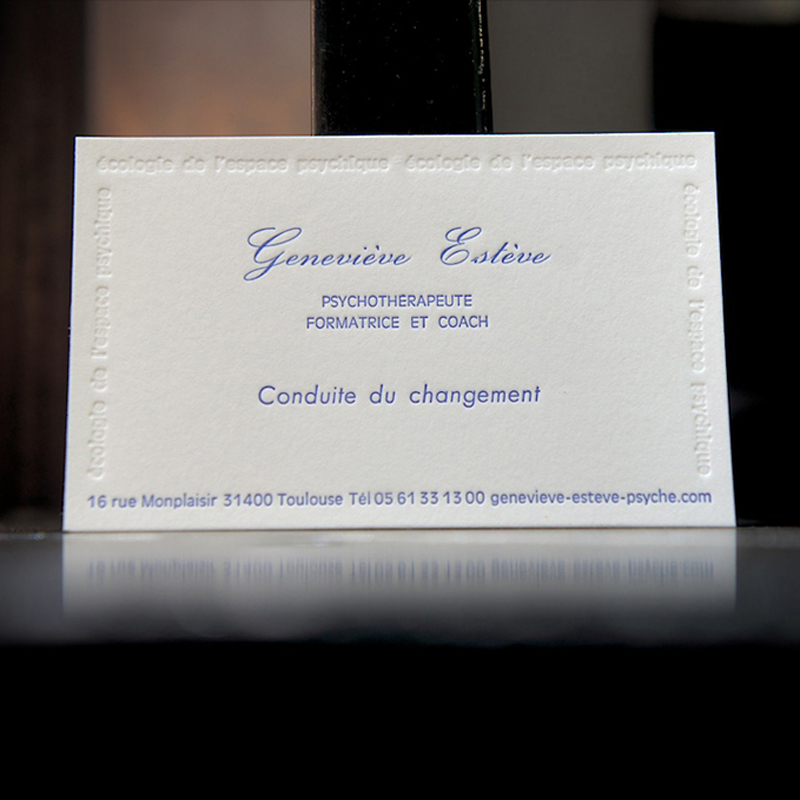 écologie de l'espace psychique écologie de l'espace psychique
écologie de l'espace psychique
écologie de l'espace psychique
Geneviève Estève
PSYCHOTHÉRAPEUTE
FORMATRICE ET COACH
Conduite du changement
16 rue Monplaisir 31400 Toulouse Tél 05 61 33 13 00 genevieve-esteve-psyche.com